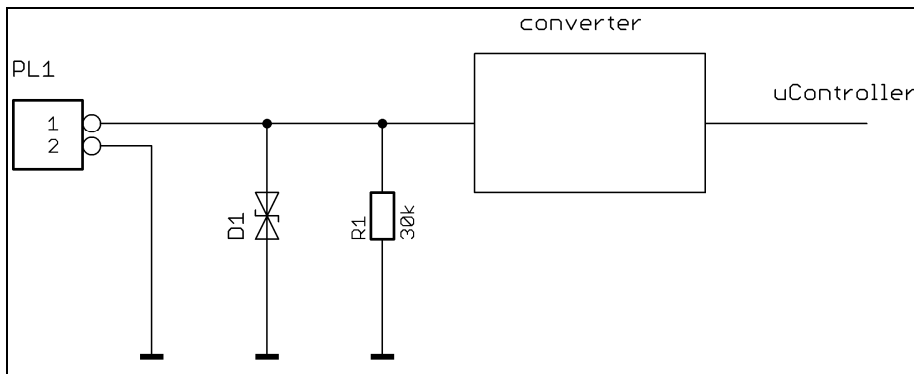 converter
PL1
uController
1
2
D1
R1
30k